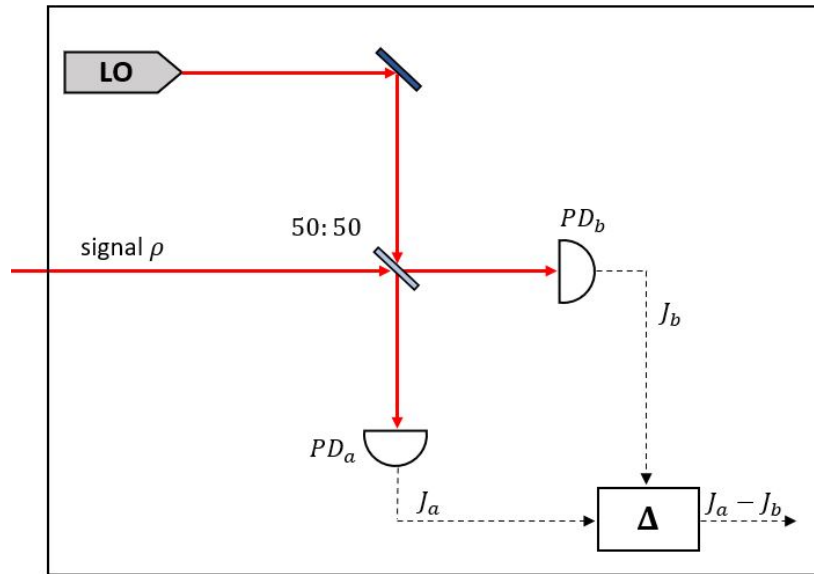 LO
50:50
signal ρ
PD_b
J_b
PD_a
J_a
Δ
J_a − J_b